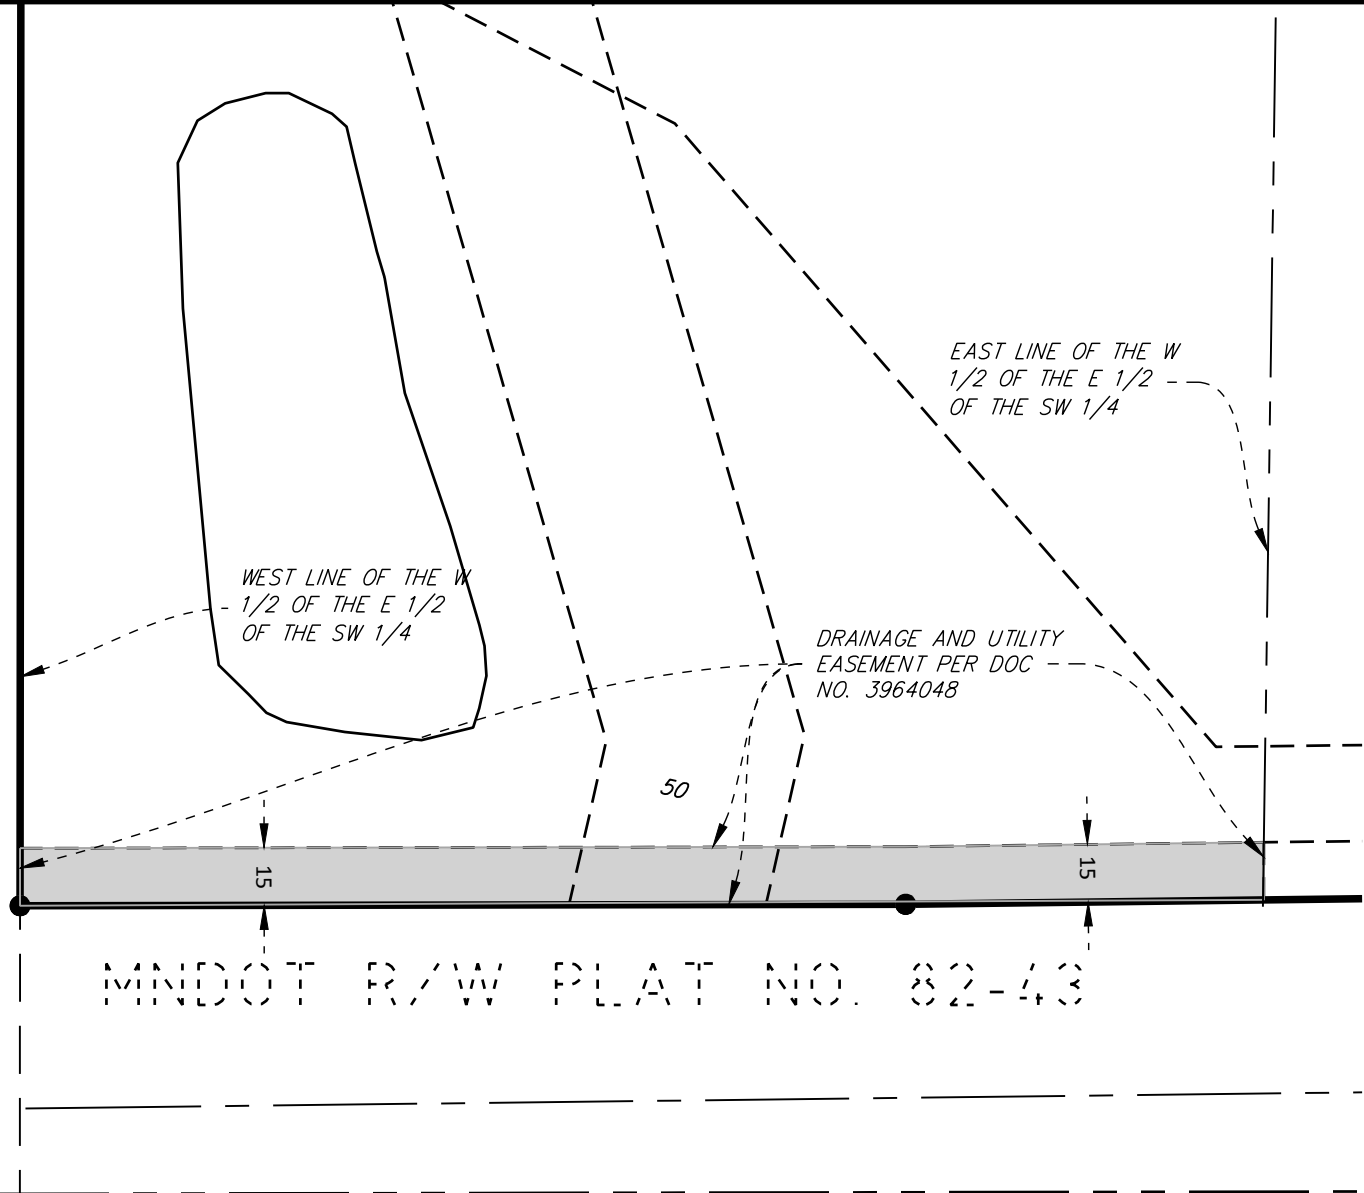 EAST LINE OF THE W
1/2 OF THE E 1/2
OF THE SW 1/4
WEST LINE OF THE W
1/2 OF THE E 1/2
OF THE SW 1/4
DRAINAGE AND UTILITY
EASEMENT PER DOC
NO. 3964048
50
15
15
MNDOT R/W PLAT NO. 82-43